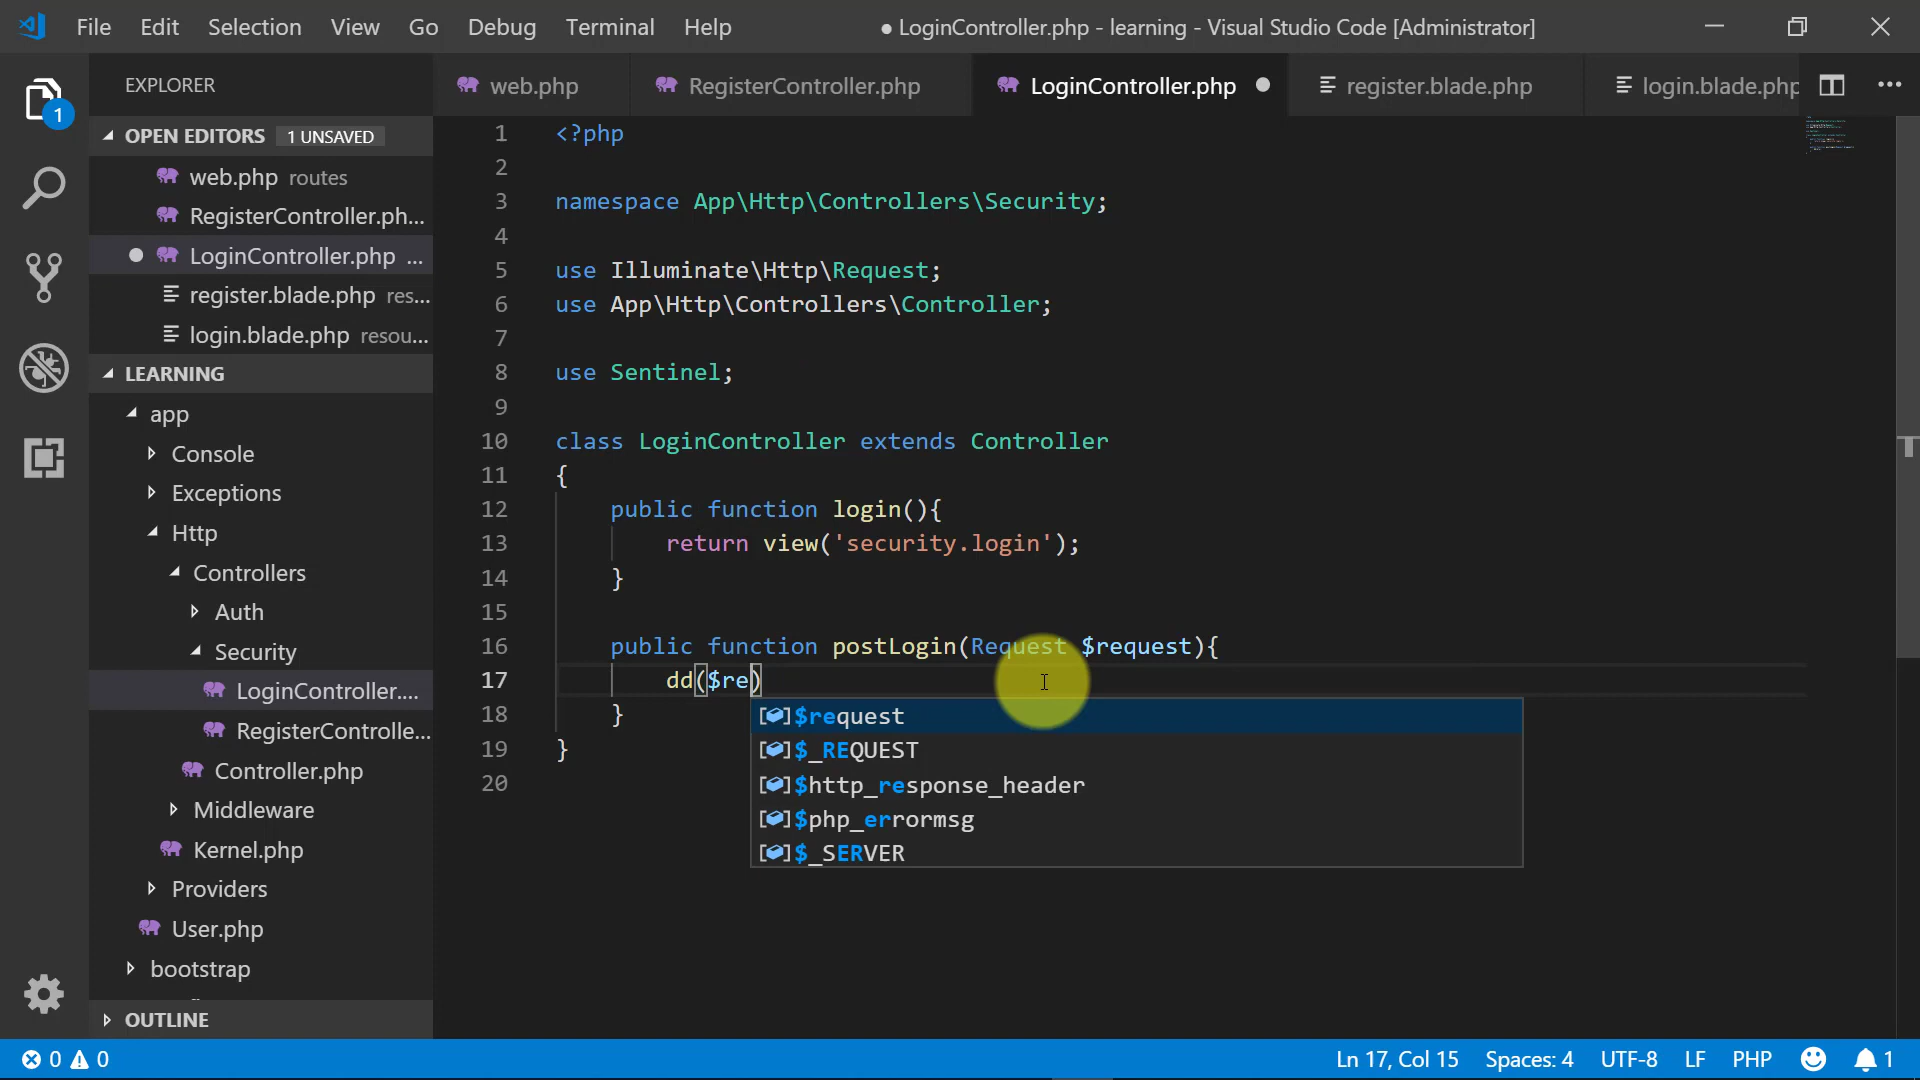 File Edit Selection View Go Debug Terminal Help ● LoginController.php - learning - Visual Studio Code [Administrator]
EXPLORER
web.php RegisterController.php LoginController.php register.blade.php login.blade.php
OPEN EDITORS 1 UNSAVED
web.php routes
RegisterController.ph...
LoginController.php ...
register.blade.php res...
login.blade.php resou...
LEARNING
app
Console
Exceptions
Http
Controllers
Auth
Security
LoginController....
RegisterControlle...
Controller.php
Middleware
Kernel.php
Providers
User.php
bootstrap
OUTLINE
1
1 <?php
2
3 namespace App\Http\Controllers\Security;
4
5 use Illuminate\Http\Request;
6 use App\Http\Controllers\Controller;
7
8 use Sentinel;
9
10 class LoginController extends Controller
11 {
12 public function login(){
13 return view('security.login');
14 }
15
16 public function postLogin(Request $request){
17 dd($re)
18 }
19 }
20
$request
$_REQUEST
$http_response_header
$php_errormsg
$_SERVER
0 0 Ln 17, Col 15 Spaces: 4 UTF-8 LF PHP 1